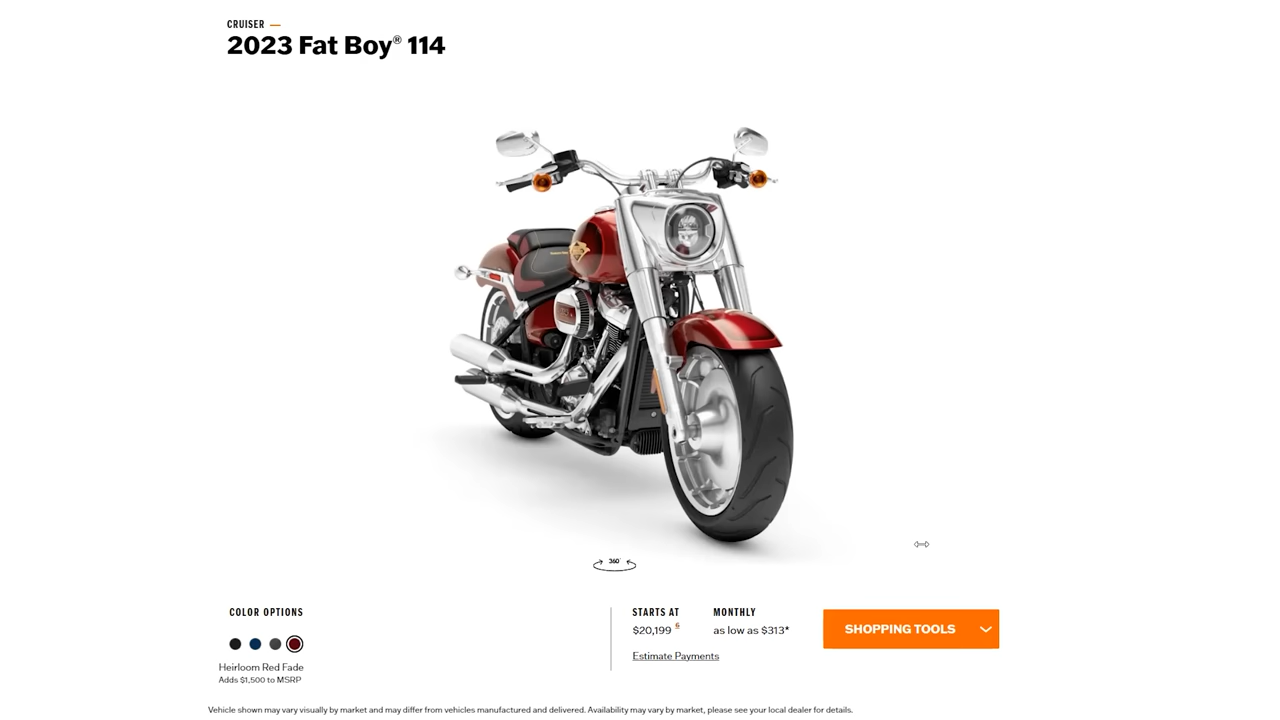 CRUISER
2023 Fat Boy® 114
360°
COLOR OPTIONS
Heirloom Red Fade
Adds $1,500 to MSRP
STARTS AT
$20,199 6
Estimate Payments
MONTHLY
as low as $313*
SHOPPING TOOLS
Vehicle shown may vary visually by market and may differ from vehicles manufactured and delivered. Availability may vary by market, please see your local dealer for details.